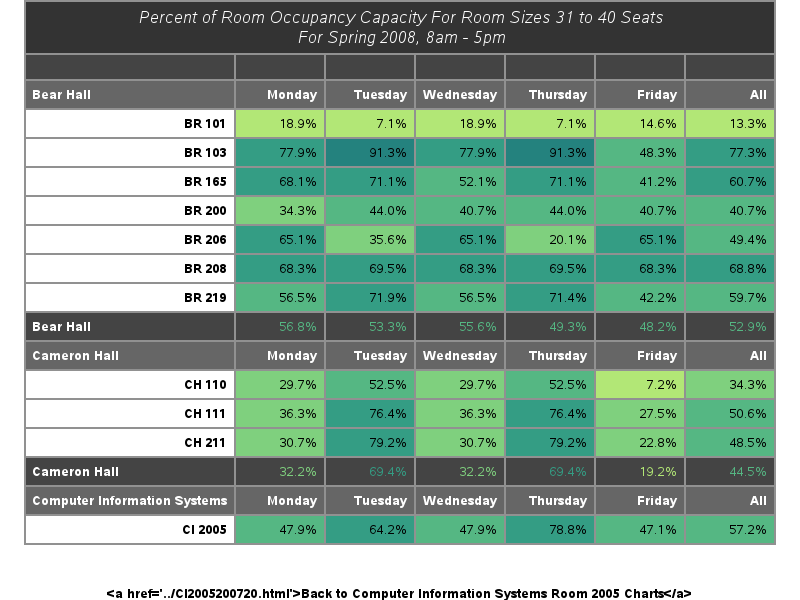 Percent of Room Occupancy Capacity For Room Sizes 31 to 40 Seats
For Spring 2008, 8am - 5pm
Bear Hall Monday Tuesday Wednesday Thursday Friday All
BR 101 18.9% 7.1% 18.9% 7.1% 14.6% 13.3%
BR 103 77.9% 91.3% 77.9% 91.3% 48.3% 77.3%
BR 165 68.1% 71.1% 52.1% 71.1% 41.2% 60.7%
BR 200 34.3% 44.0% 40.7% 44.0% 40.7% 40.7%
BR 206 65.1% 35.6% 65.1% 20.1% 65.1% 49.4%
BR 208 68.3% 69.5% 68.3% 69.5% 68.3% 68.8%
BR 219 56.5% 71.9% 56.5% 71.4% 42.2% 59.7%
Bear Hall 56.8% 53.3% 55.6% 49.3% 48.2% 52.9%
Cameron Hall Monday Tuesday Wednesday Thursday Friday All
CH 110 29.7% 52.5% 29.7% 52.5% 7.2% 34.3%
CH 111 36.3% 76.4% 36.3% 76.4% 27.5% 50.6%
CH 211 30.7% 79.2% 30.7% 79.2% 22.8% 48.5%
Cameron Hall 32.2% 69.4% 32.2% 69.4% 19.2% 44.5%
Computer Information Systems Monday Tuesday Wednesday Thursday Friday All
CI 2005 47.9% 64.2% 47.9% 78.8% 47.1% 57.2%
&lt;a href='../CI2005200720.html'&gt;Back to Computer Information Systems Room 2005 Charts&lt;/a&gt;